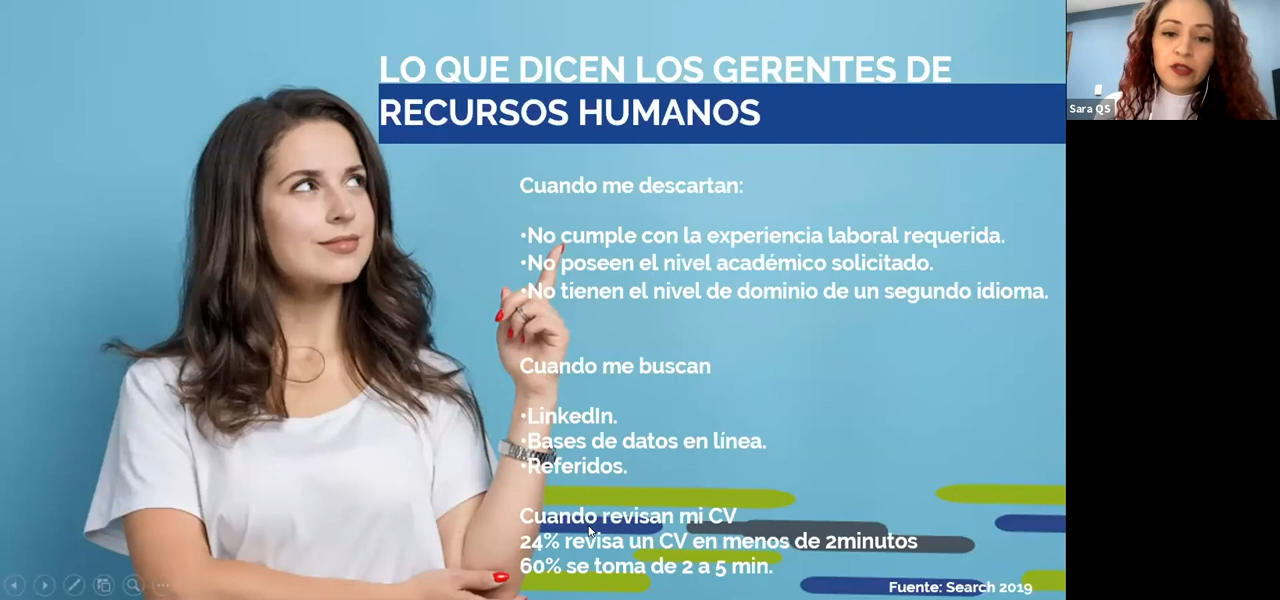 LO QUE DICEN LOS GERENTES DE
RECURSOS HUMANOS
Cuando me descartan:
•No cumple con la experiencia laboral requerida.
•No poseen el nivel académico solicitado.
•No tienen el nivel de dominio de un segundo idioma.
Cuando me buscan
•LinkedIn.
•Bases de datos en línea.
•Referidos.
Cuando revisan mi CV
24% revisa un CV en menos de 2minutos
60% se toma de 2 a 5 min.
Fuente: Search 2019
Sara QS